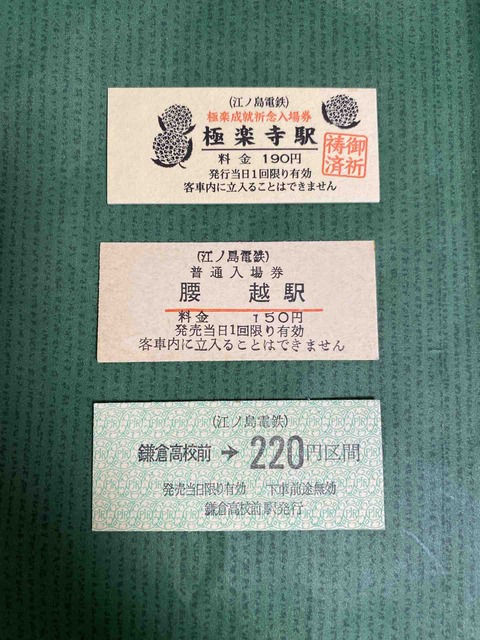 (江ノ島電鉄)
極楽成就祈念入場券
極楽寺駅
料金 190円
発行当日1回限り有効
客車内に立入ることはできません
御祈
祷済
(江ノ島電鉄)
普通入場券
腰越駅
料金 150円
発売当日1回限り有効
客車内に立入ることはできません
(江ノ島電鉄)
鎌倉高校前→220円区間
発売当日限り有効 下車前途無効
鎌倉高校前駅発行